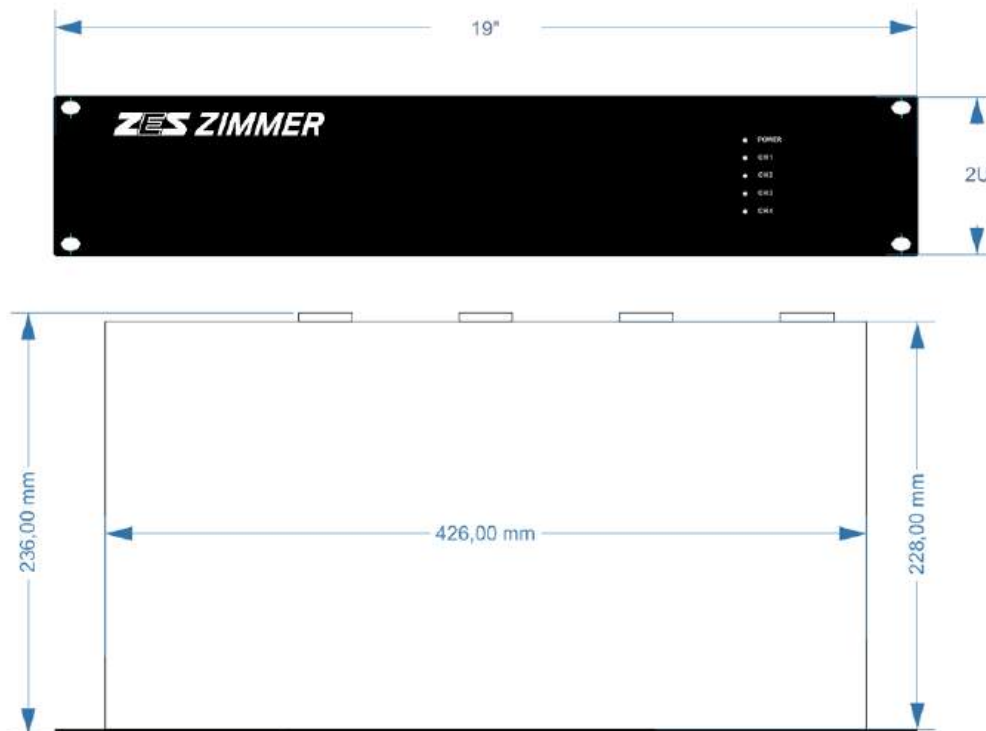 19"
ZES ZIMMER
POWER
CH1
CH2
CH3
CH4
2U
236,00 mm
426,00 mm
228,00 mm